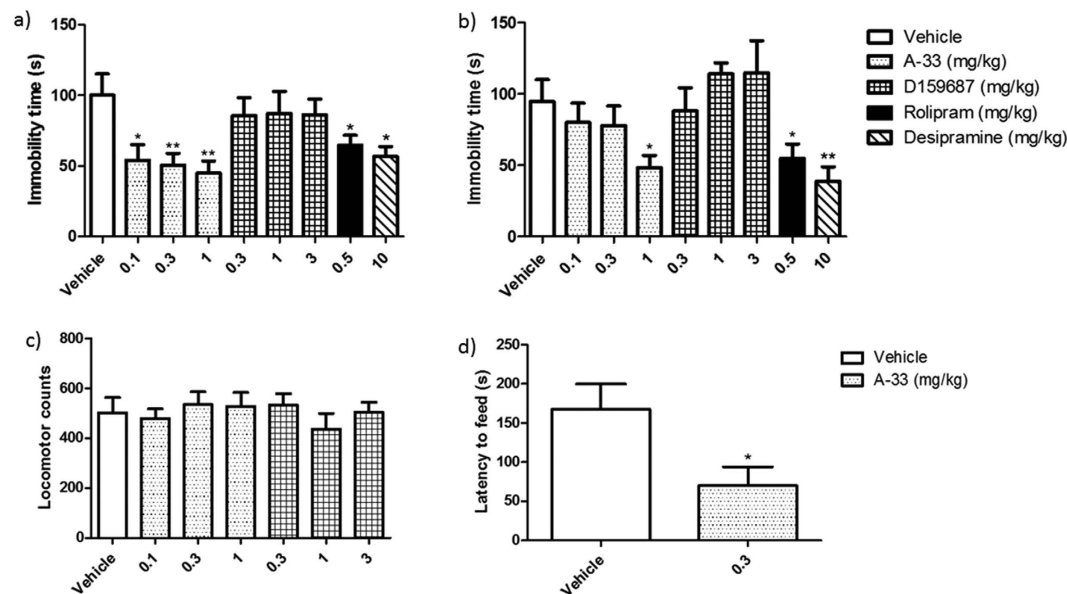 a)
150
100
50
0
Immobility time (s)
*
**
**
*
*
Vehicle
0.1
0.3
1
0.3
1
3
0.5
10
b)
150
100
50
0
Immobility time (s)
*
*
**
Vehicle
0.1
0.3
1
0.3
1
3
0.5
10
Vehicle
A-33 (mg/kg)
D159687 (mg/kg)
Rolipram (mg/kg)
Desipramine (mg/kg)
c)
800
600
400
200
0
Locomotor counts
Vehicle
0.1
0.3
1
0.3
1
3
d)
250
200
150
100
50
0
Latency to feed (s)
*
Vehicle
0.3
Vehicle
A-33 (mg/kg)